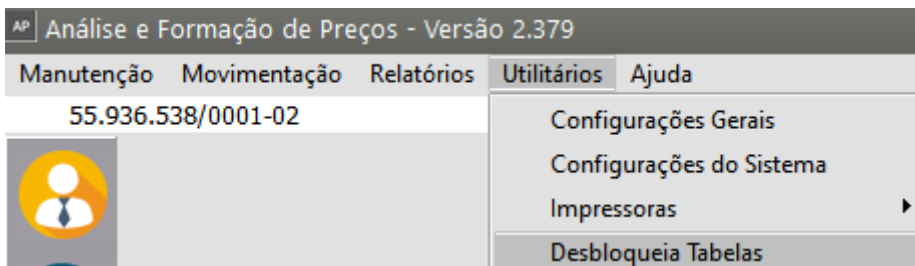 AP Análise e Formação de Preços - Versão 2.379
Manutenção Movimentação Relatórios Utilitários Ajuda
55.936.538/0001-02
Configurações Gerais
Configurações do Sistema
Impressoras
Desbloqueia Tabelas